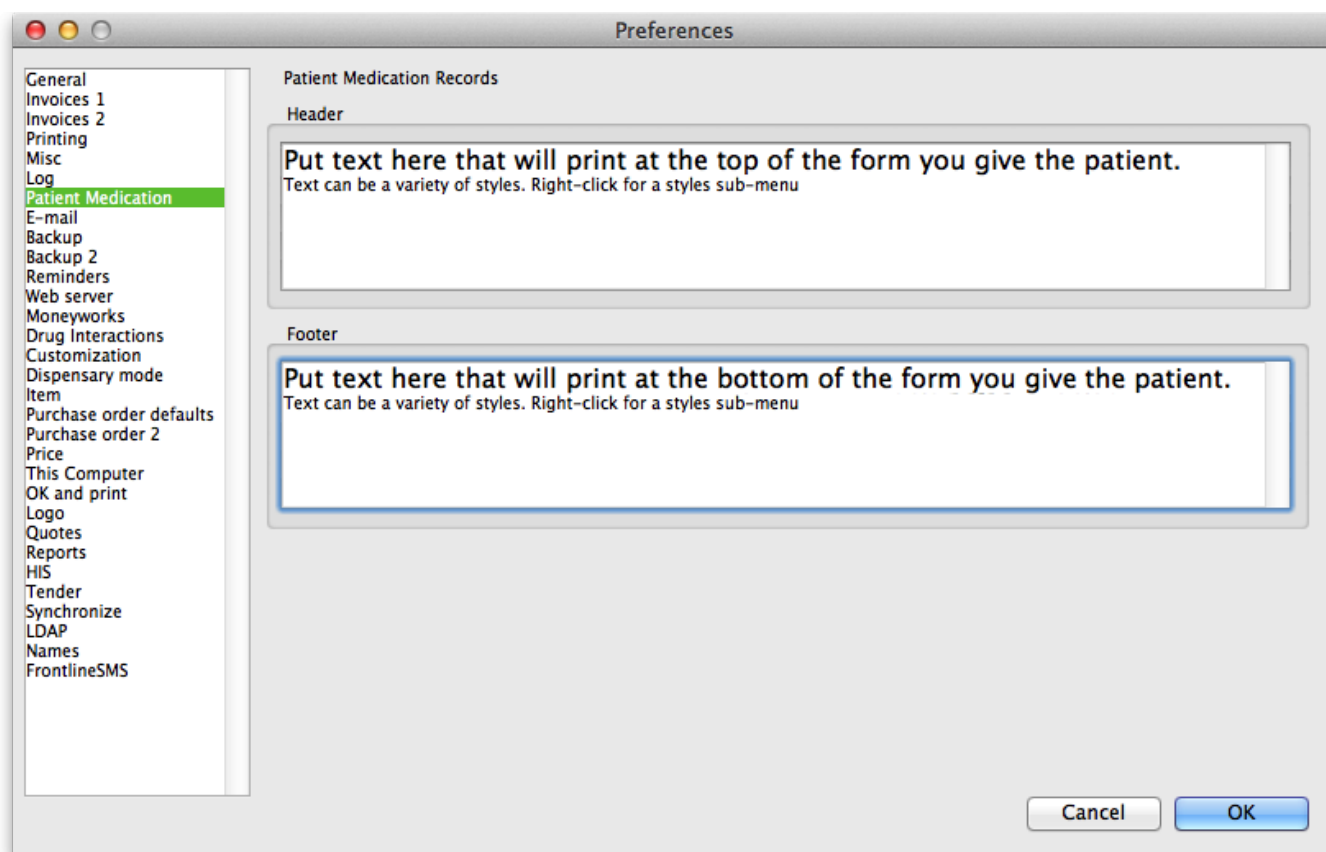 Preferences
General
Invoices 1
Invoices 2
Printing
Misc
Log
Patient Medication
E-mail
Backup
Backup 2
Reminders
Web server
Moneyworks
Drug Interactions
Customization
Dispensary mode
Item
Purchase order defaults
Purchase order 2
Price
This Computer
OK and print
Logo
Quotes
Reports
HIS
Tender
Synchronize
LDAP
Names
FrontlineSMS
Patient Medication Records
Header
Put text here that will print at the top of the form you give the patient.
Text can be a variety of styles. Right-click for a styles sub-menu
Footer
Put text here that will print at the bottom of the form you give the patient.
Text can be a variety of styles. Right-click for a styles sub-menu
Cancel
OK